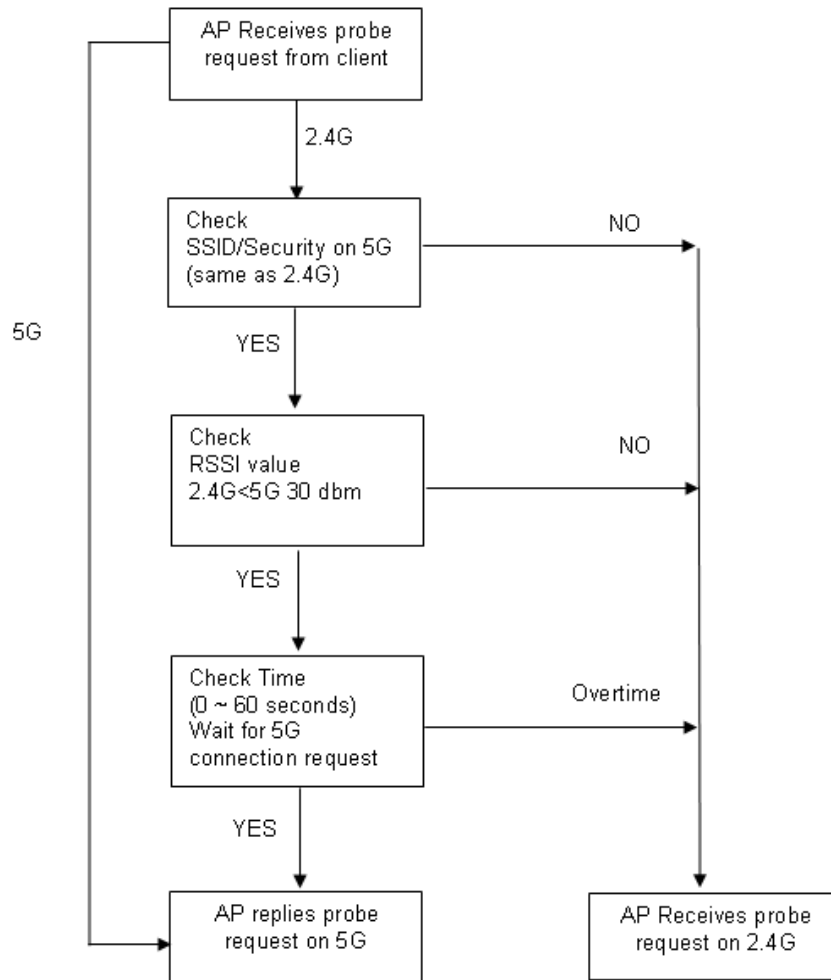 AP Receives probe
request from client
2.4G
Check
SSID/Security on 5G
(same as 2.4G)
NO
5G
YES
Check
RSSI value
2.4G<5G 30 dbm
NO
YES
Check Time
(0 ~ 60 seconds)
Wait for 5G
connection request
Overtime
YES
AP replies probe
request on 5G
AP Receives probe
request on 2.4G